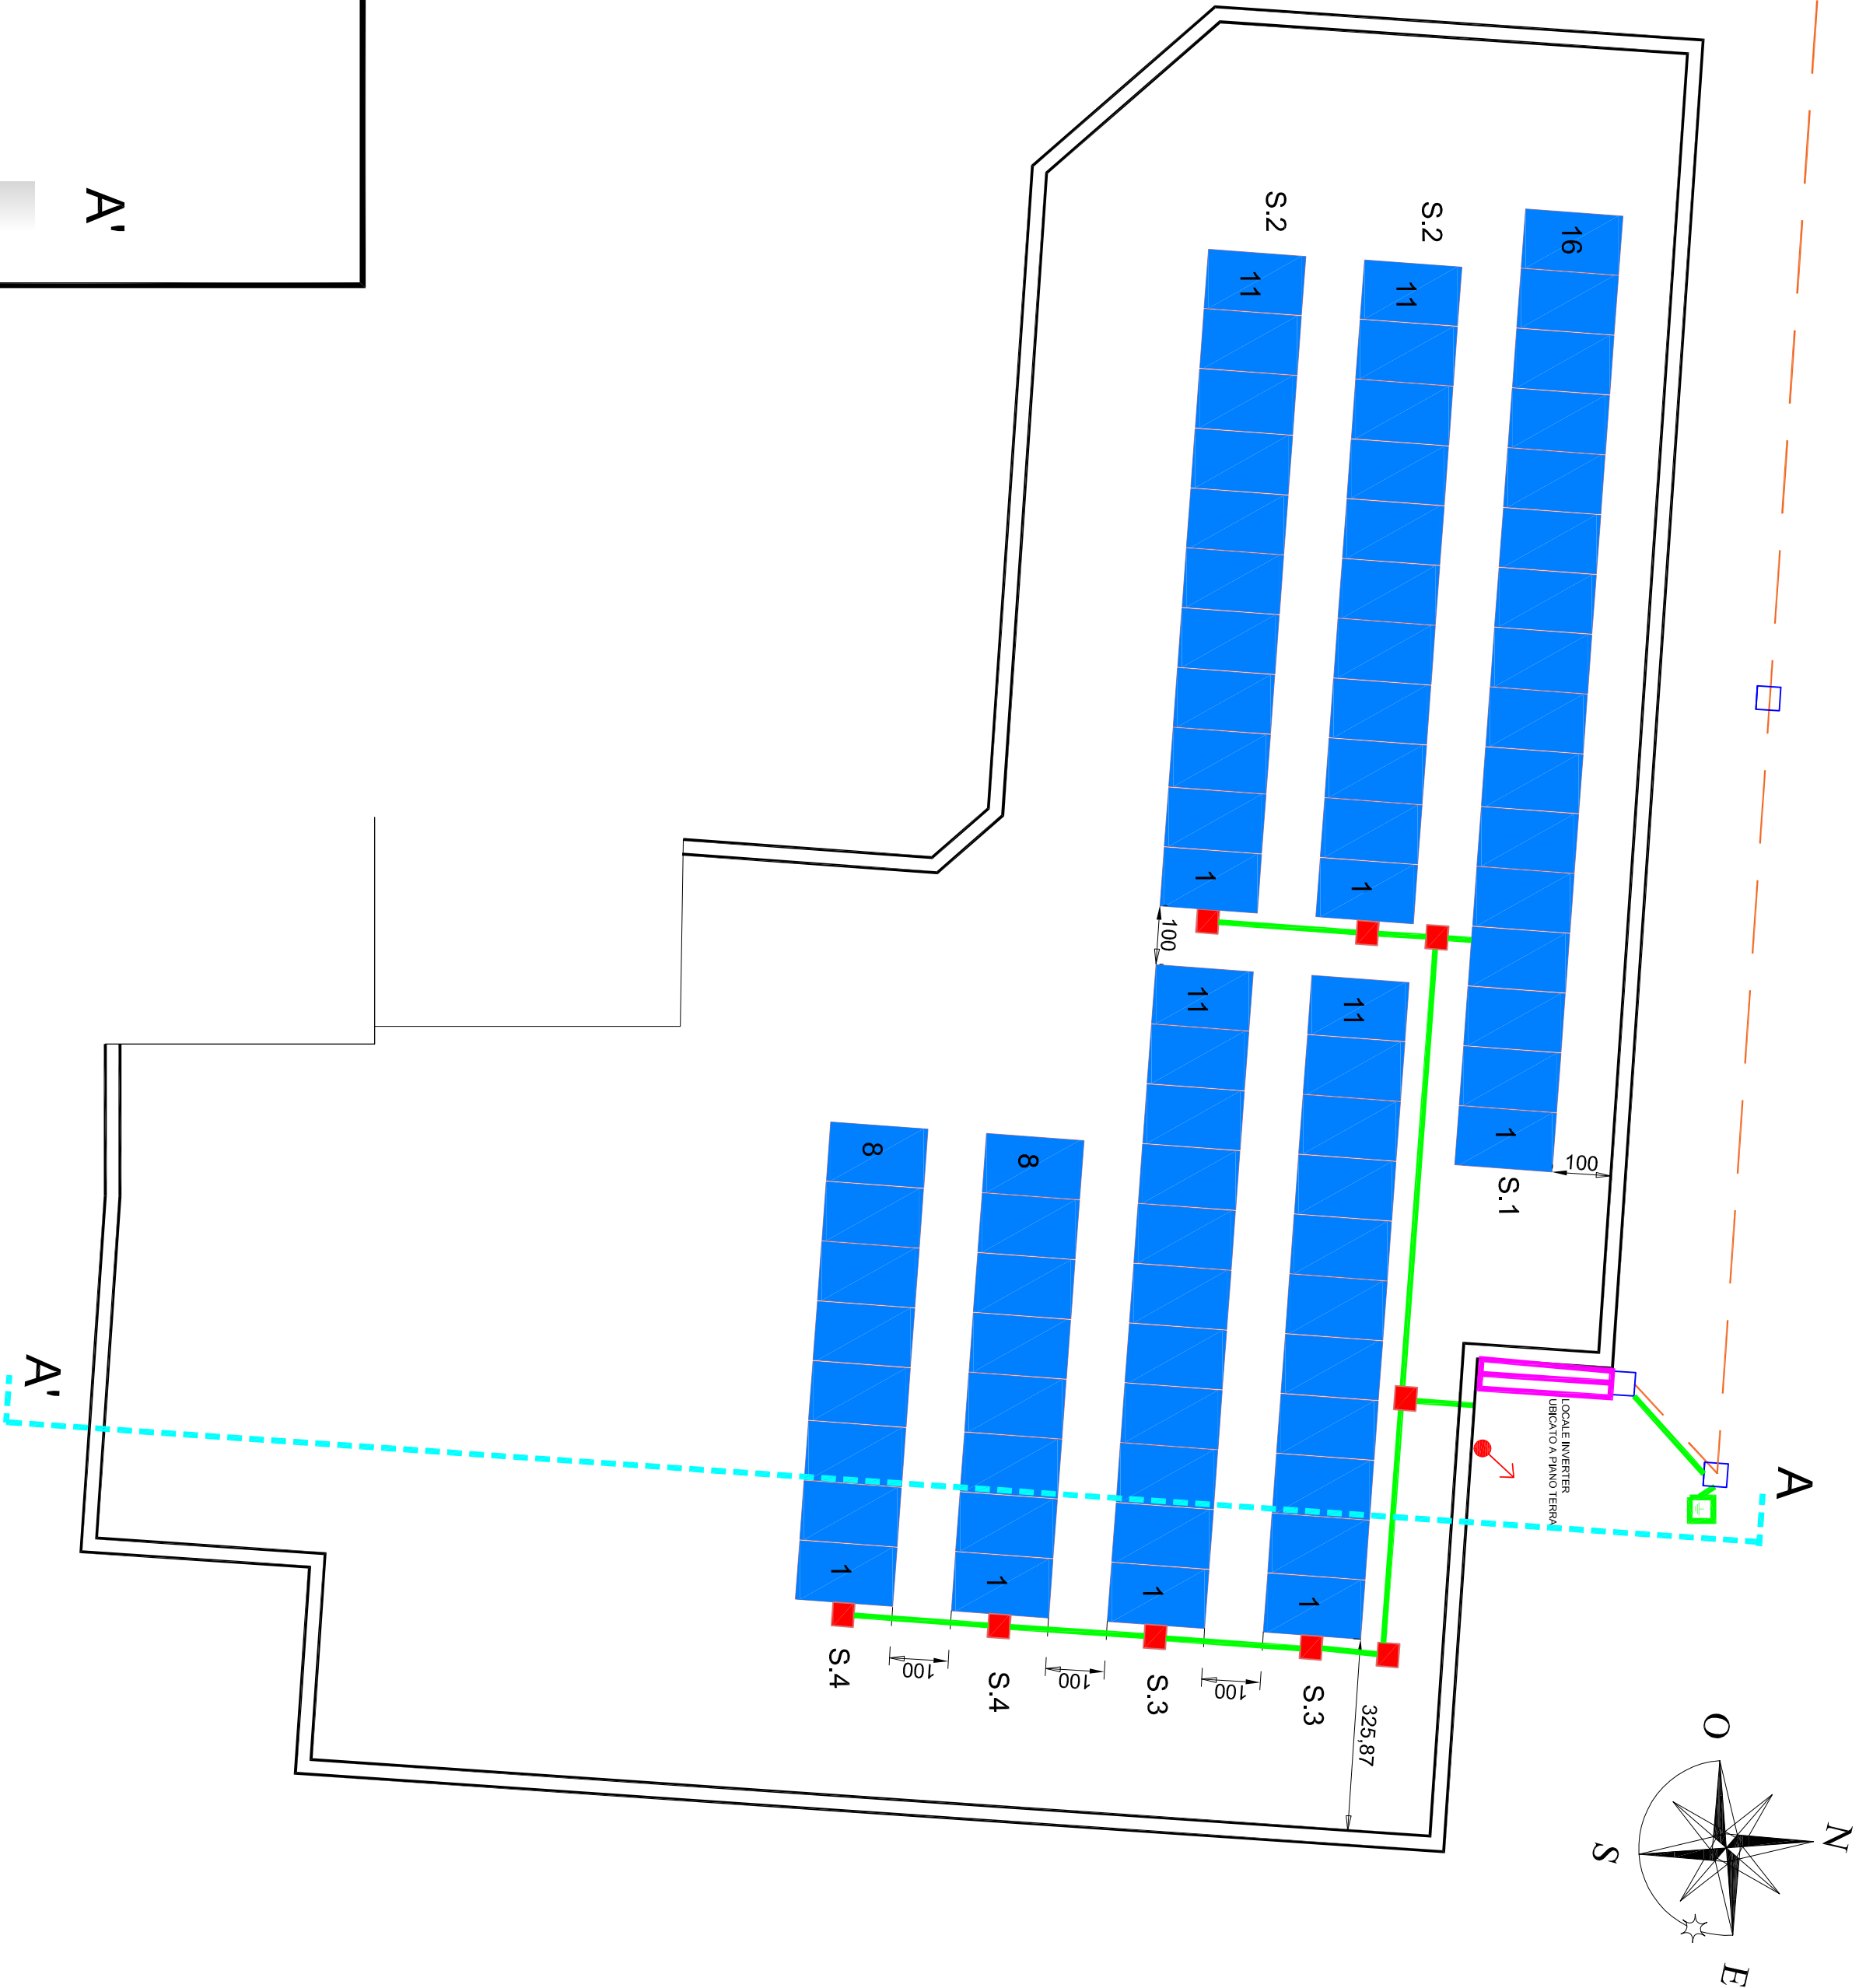 A'
S.2
S.2
16
11
11
1
1
100
11
11
8
8
1
100
S.1
LOCALE INVERTER
UBICATO A PIANO TERRA
A'
A
1
1
1
1
S.4
S.4
S.3
S.3
100
100
100
325,87
O
N
S
E